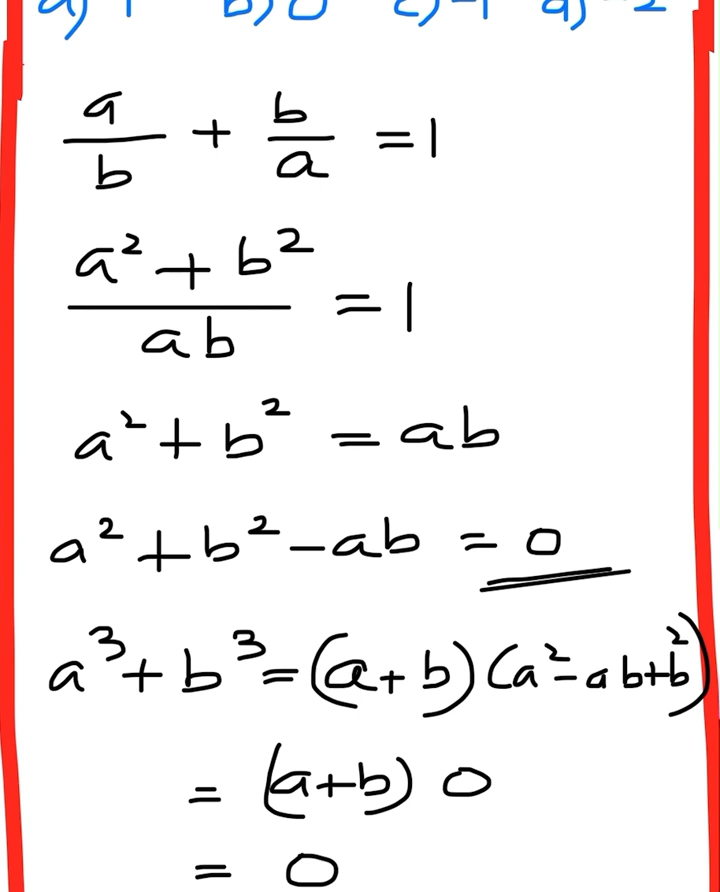 a/b + b/a = 1
a² + b² / ab = 1
a² + b² = ab
a² + b² - ab = 0
a³ + b³ = (a + b) (a² - ab + b²)
= (a+b) 0
= 0